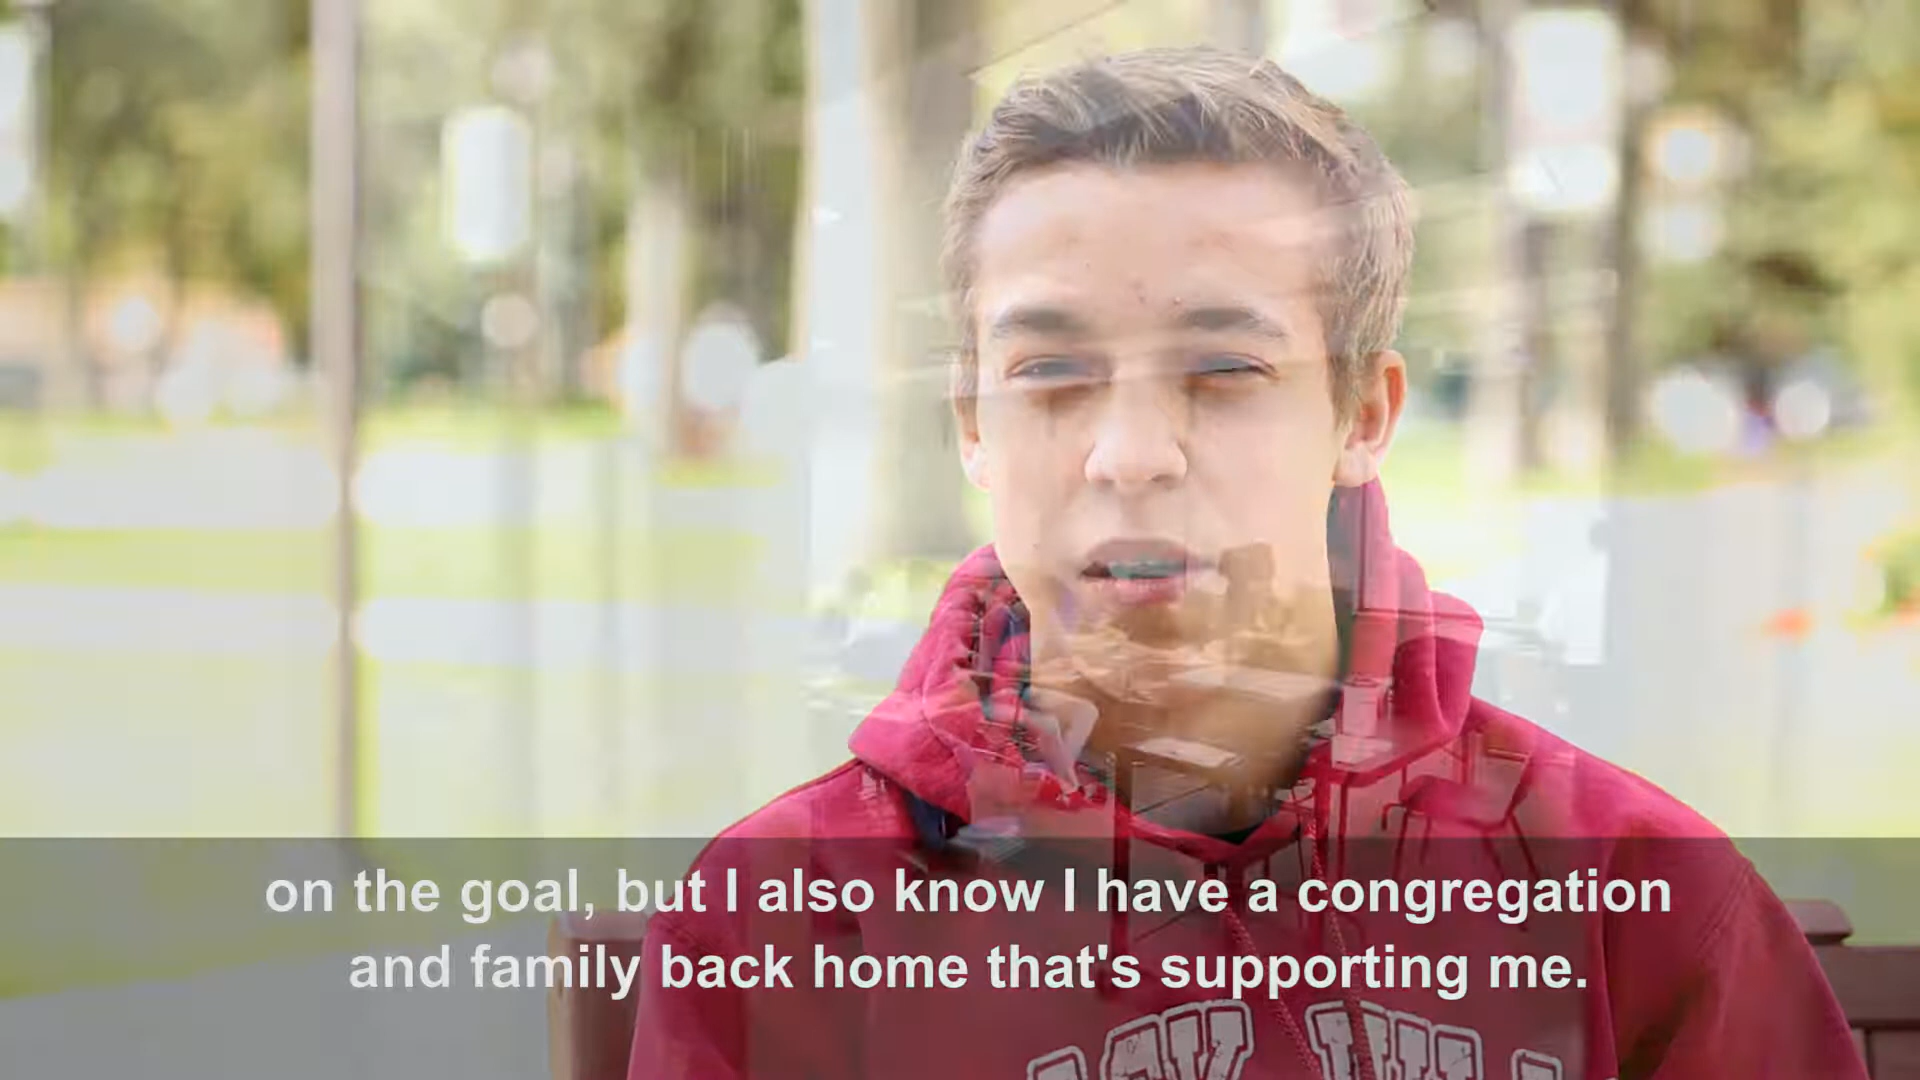 on the goal, but I also know I have a congregation
and family back home that's supporting me.